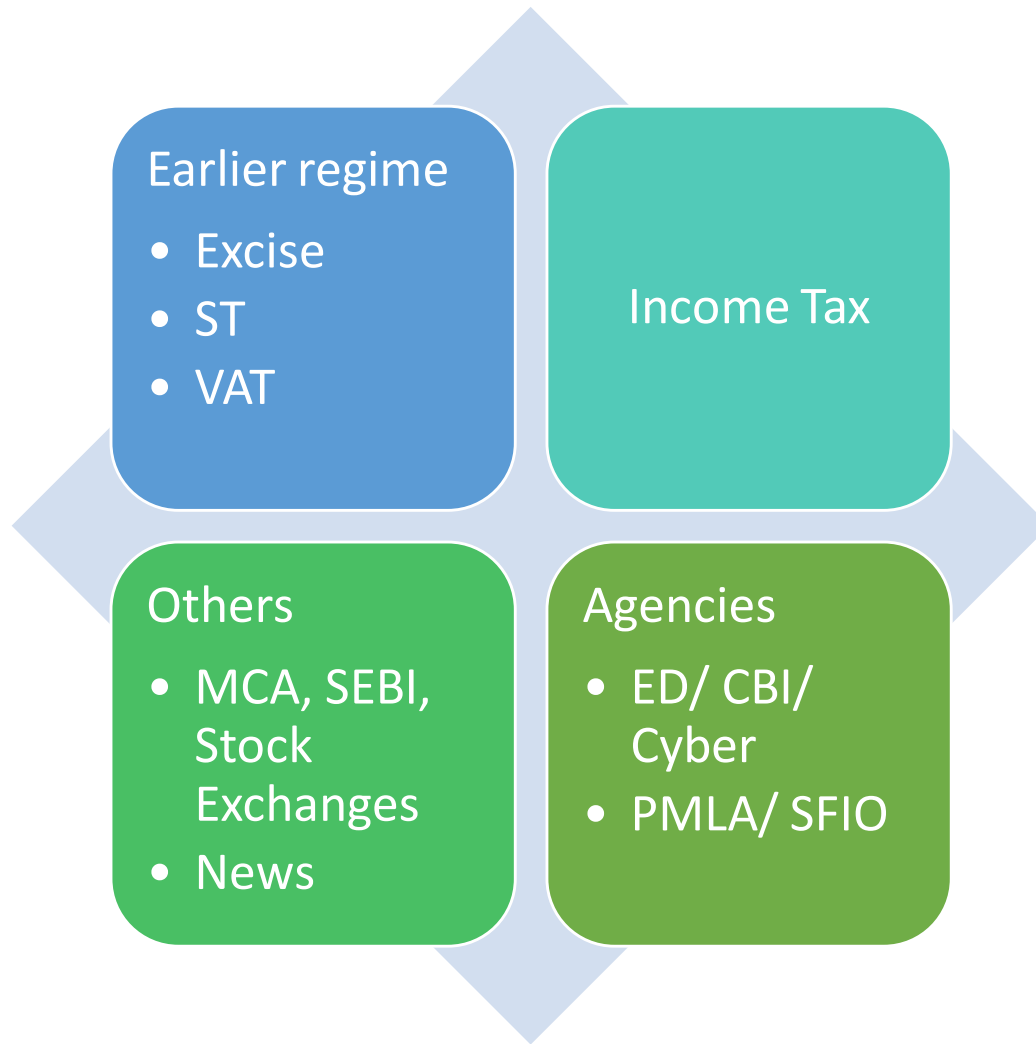 Earlier regime
• Excise
• ST
• VAT
Income Tax
Others
• MCA, SEBI,
Stock
Exchanges
• News
Agencies
• ED/ CBI/
Cyber
• PMLA/ SFIO